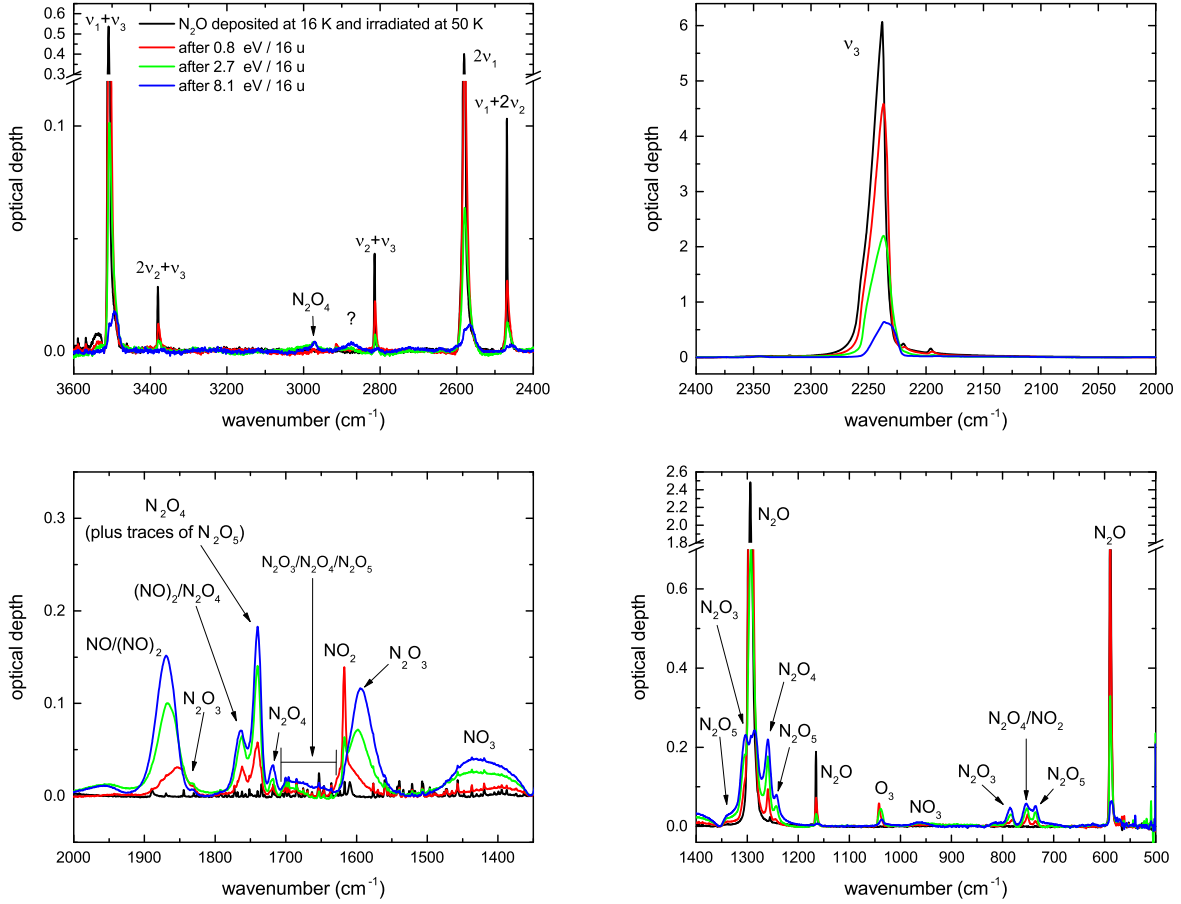 0.6
0.5
0.4
0.3
0.1
0.0
ν₁+ν₃
N₂O deposited at 16 K and irradiated at 50 K
after 0.8 eV / 16 u
after 2.7 eV / 16 u
after 8.1 eV / 16 u
2ν₁
ν₁+2ν₂
2ν₂+ν₃
N₂O₄
?
ν₂+ν₃
optical depth
3600 3400 3200 3000 2800 2600 2400
wavenumber (cm⁻¹)
6
5
4
3
2
1
0
ν₃
optical depth
2400 2350 2300 2250 2200 2150 2100 2050 2000
wavenumber (cm⁻¹)
0.3
0.2
0.1
0.0
N₂O₄
(plus traces of N₂O₅)
N₂O₃/N₂O₄/N₂O₅
(NO)₂/N₂O₄
NO/(NO)₂
NO₂
N₂O₃
N₂O₃
N₂O₄
NO₃
optical depth
2000 1900 1800 1700 1600 1500 1400
wavenumber (cm⁻¹)
2.6
2.4
2.2
2.0
1.8
0.6
0.4
0.2
0.0
N₂O
N₂O
N₂O₃
N₂O₄
N₂O₅
N₂O₅
N₂O₄/NO₂
N₂O
O₃
NO₃
N₂O₃
N₂O₅
optical depth
1400 1300 1200 1100 1000 900 800 700 600 500
wavenumber (cm⁻¹)